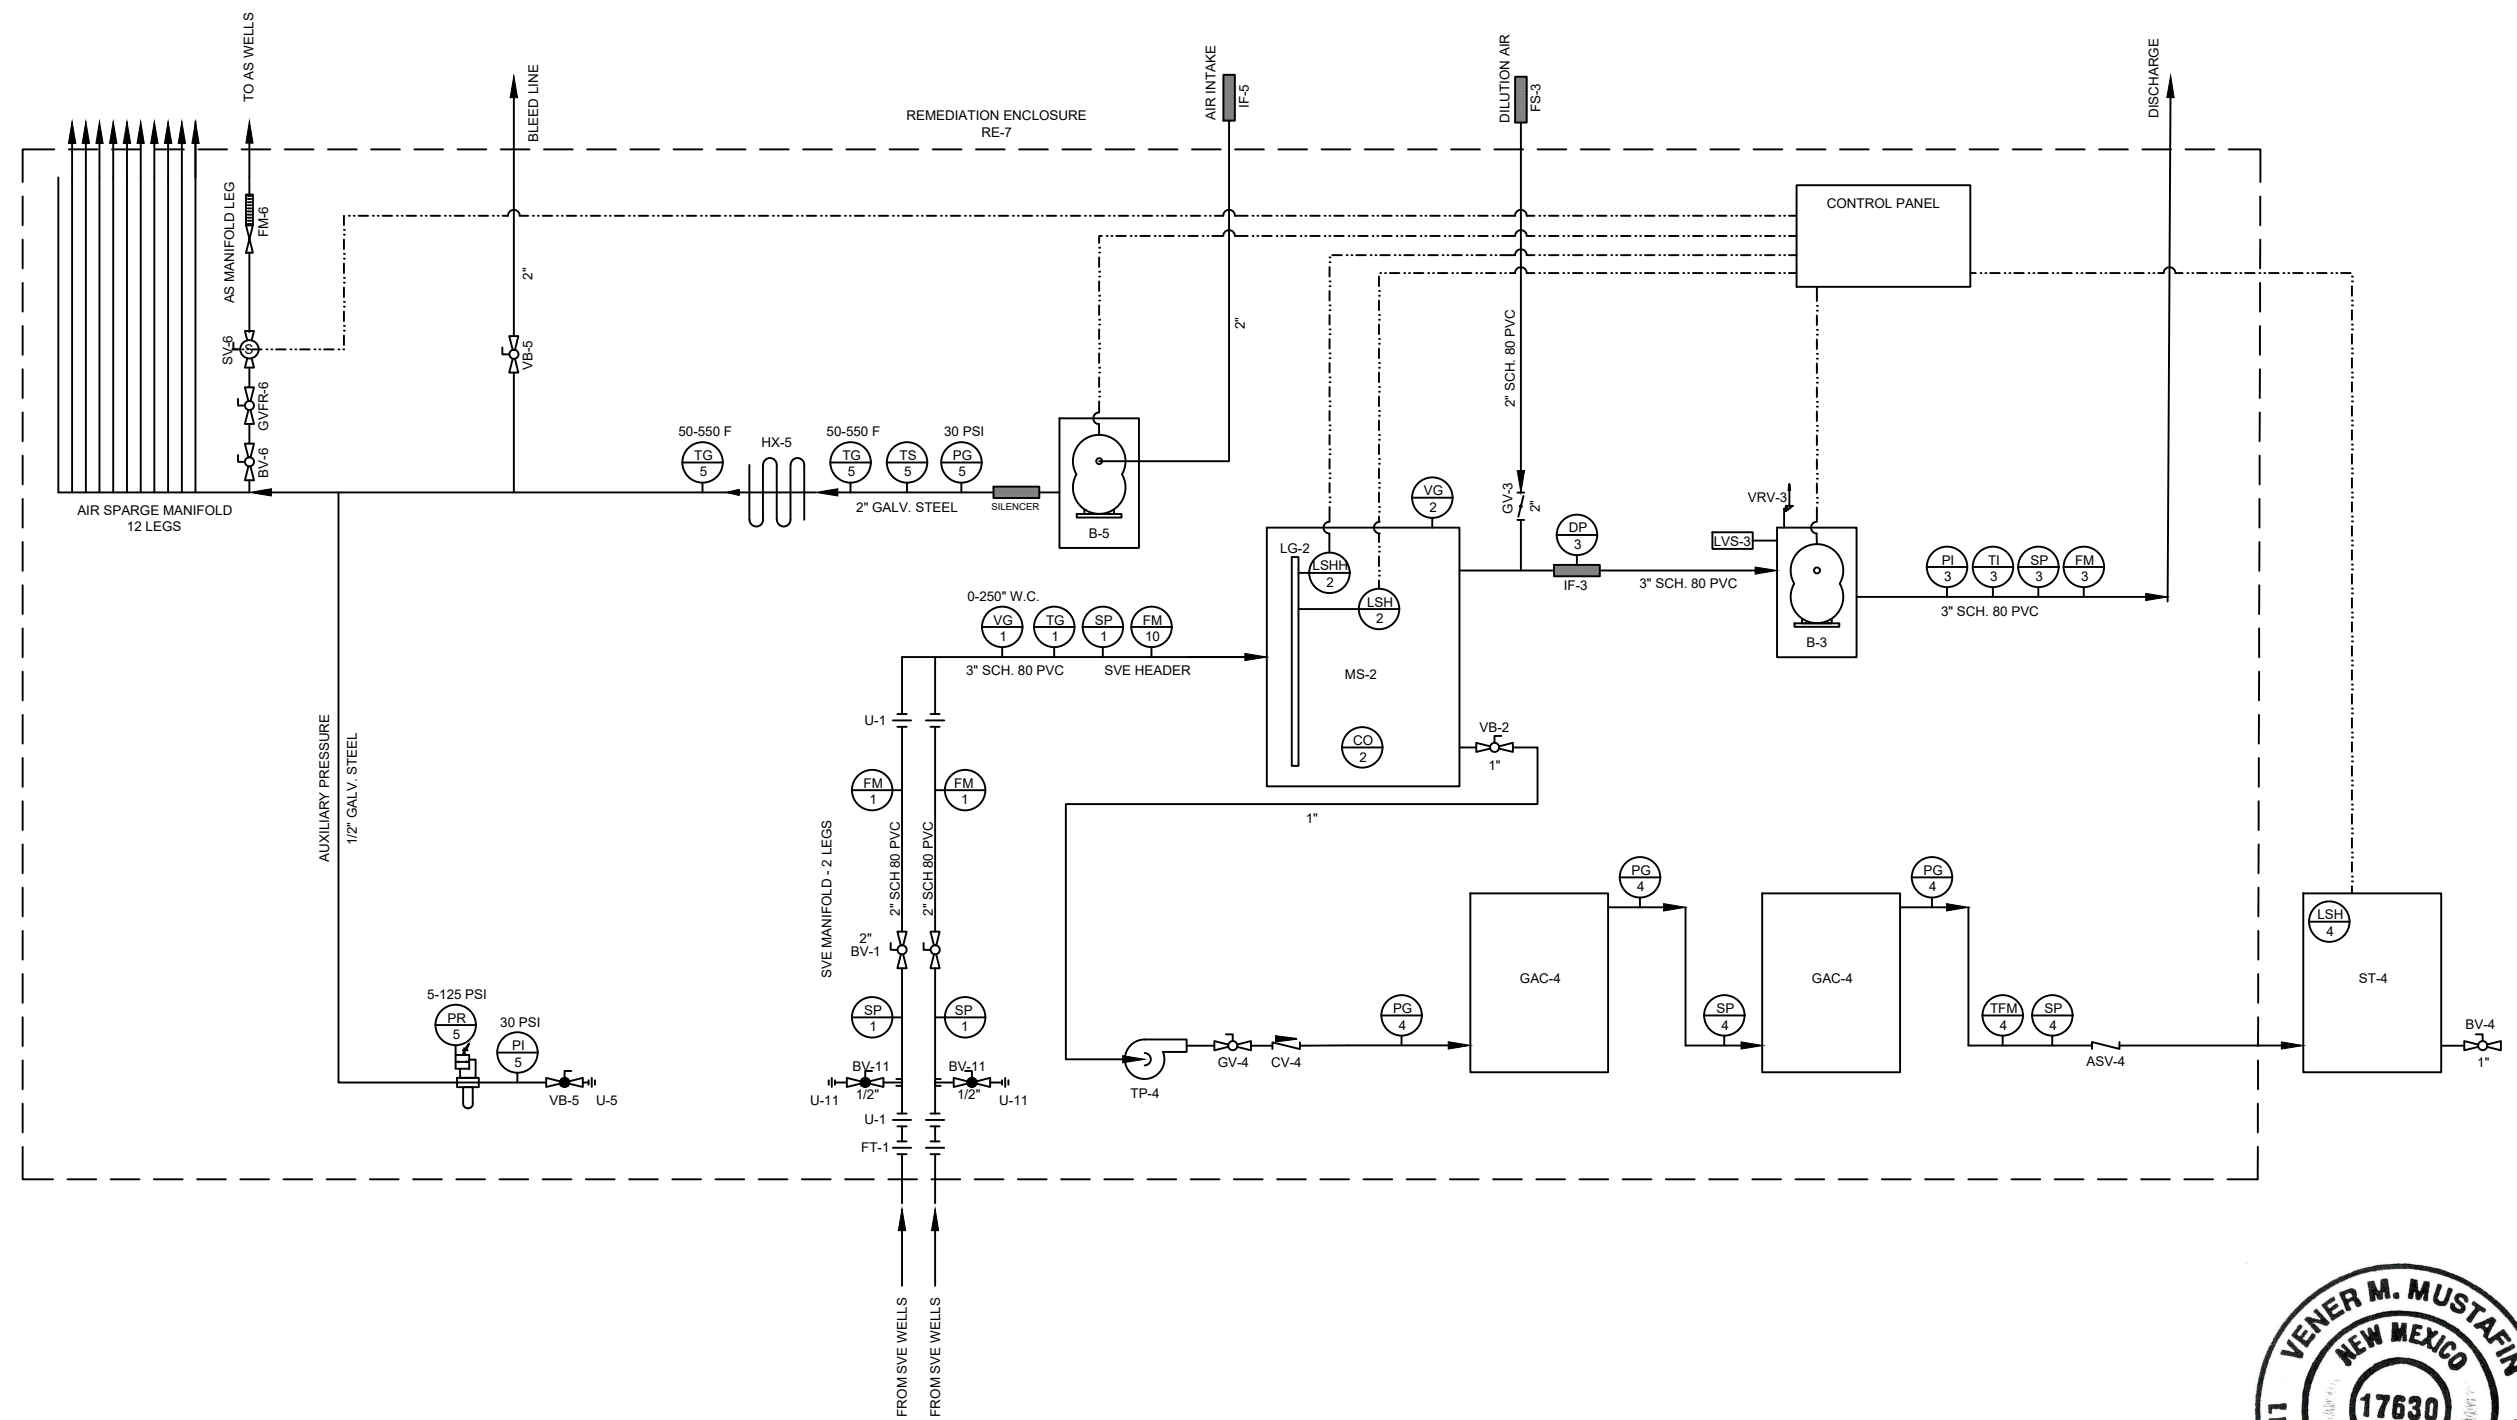 TO AS WELLS
BLEED LINE
REMEDIATION ENCLOSURE
RE-7
AIR INTAKE
IF-5
DILUTION AIR
FS-3
DISCHARGE
CONTROL PANEL
AS MANIFOLD LEG
FM-6
SV-6
S
GVFR-6
BV-6
2"
VB-5
AIR SPARGE MANIFOLD
12 LEGS
50-550 F
TG
5
HX-5
50-550 F
TG
5
TS
5
30 PSI
PG
5
2" GALV. STEEL
SILENCER
B-5
2"
2" SCH. 80 PVC
GV-3
2"
VG
2
LG-2
LSHH
2
LSH
2
MS-2
CO
2
DP
3
IF-3
3" SCH. 80 PVC
VRV-3
LVS-3
B-3
PI
3
TI
3
SP
3
FM
3
3" SCH. 80 PVC
0-250" W.C.
VG
1
TG
1
SP
1
FM
10
3" SCH. 80 PVC
SVE HEADER
VB-2
1"
1"
AUXILIARY PRESSURE
1/2" GALV. STEEL
5-125 PSI
PR
5
30 PSI
PI
5
VB-5
U-5
SVE MANIFOLD - 2 LEGS
U-1
FM
1
FM
1
2" SCH 80 PVC
2" SCH 80 PVC
2"
BV-1
SP
1
SP
1
BV-11
1/2"
U-11
BV-11
1/2"
U-11
U-1
FT-1
FROM SVE WELLS
FROM SVE WELLS
TP-4
GV-4
CV-4
PG
4
GAC-4
PG
4
SP
4
GAC-4
PG
4
TFM
4
SP
4
ASV-4
LSH
4
ST-4
BV-4
1"
VENER M. MUSTAFIN
NEW MEXICO
17630